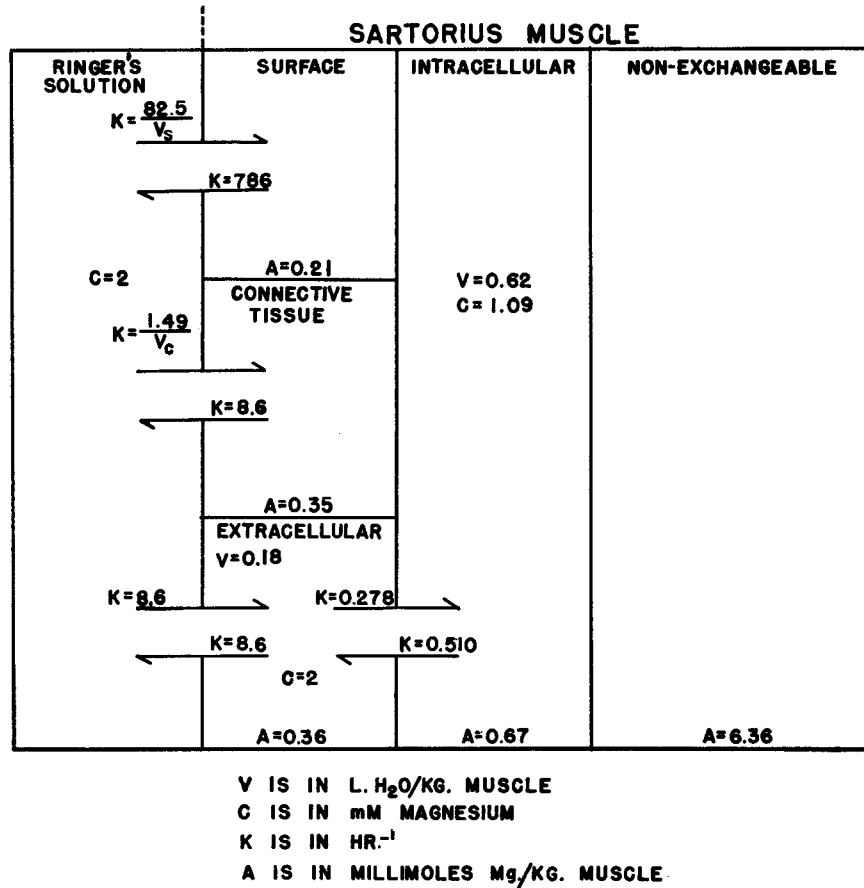 SARTORIUS MUSCLE
RINGER'S
SOLUTION
SURFACE
INTRACELLULAR
NON-EXCHANGEABLE
K=82.5/Vs
K=786
C=2
A=0.21
CONNECTIVE
TISSUE
V=0.62
C=1.09
K=1.49/Vc
K=8.6
A=0.35
EXTRACELLULAR
V=0.18
K=8.6
K=0.278
K=8.6
K=0.510
C=2
A=0.36
A=0.67
A=6.36
V IS IN L. H₂O/KG. MUSCLE
C IS IN mM MAGNESIUM
K IS IN HR.⁻¹
A IS IN MILLIMOLES Mg./KG. MUSCLE